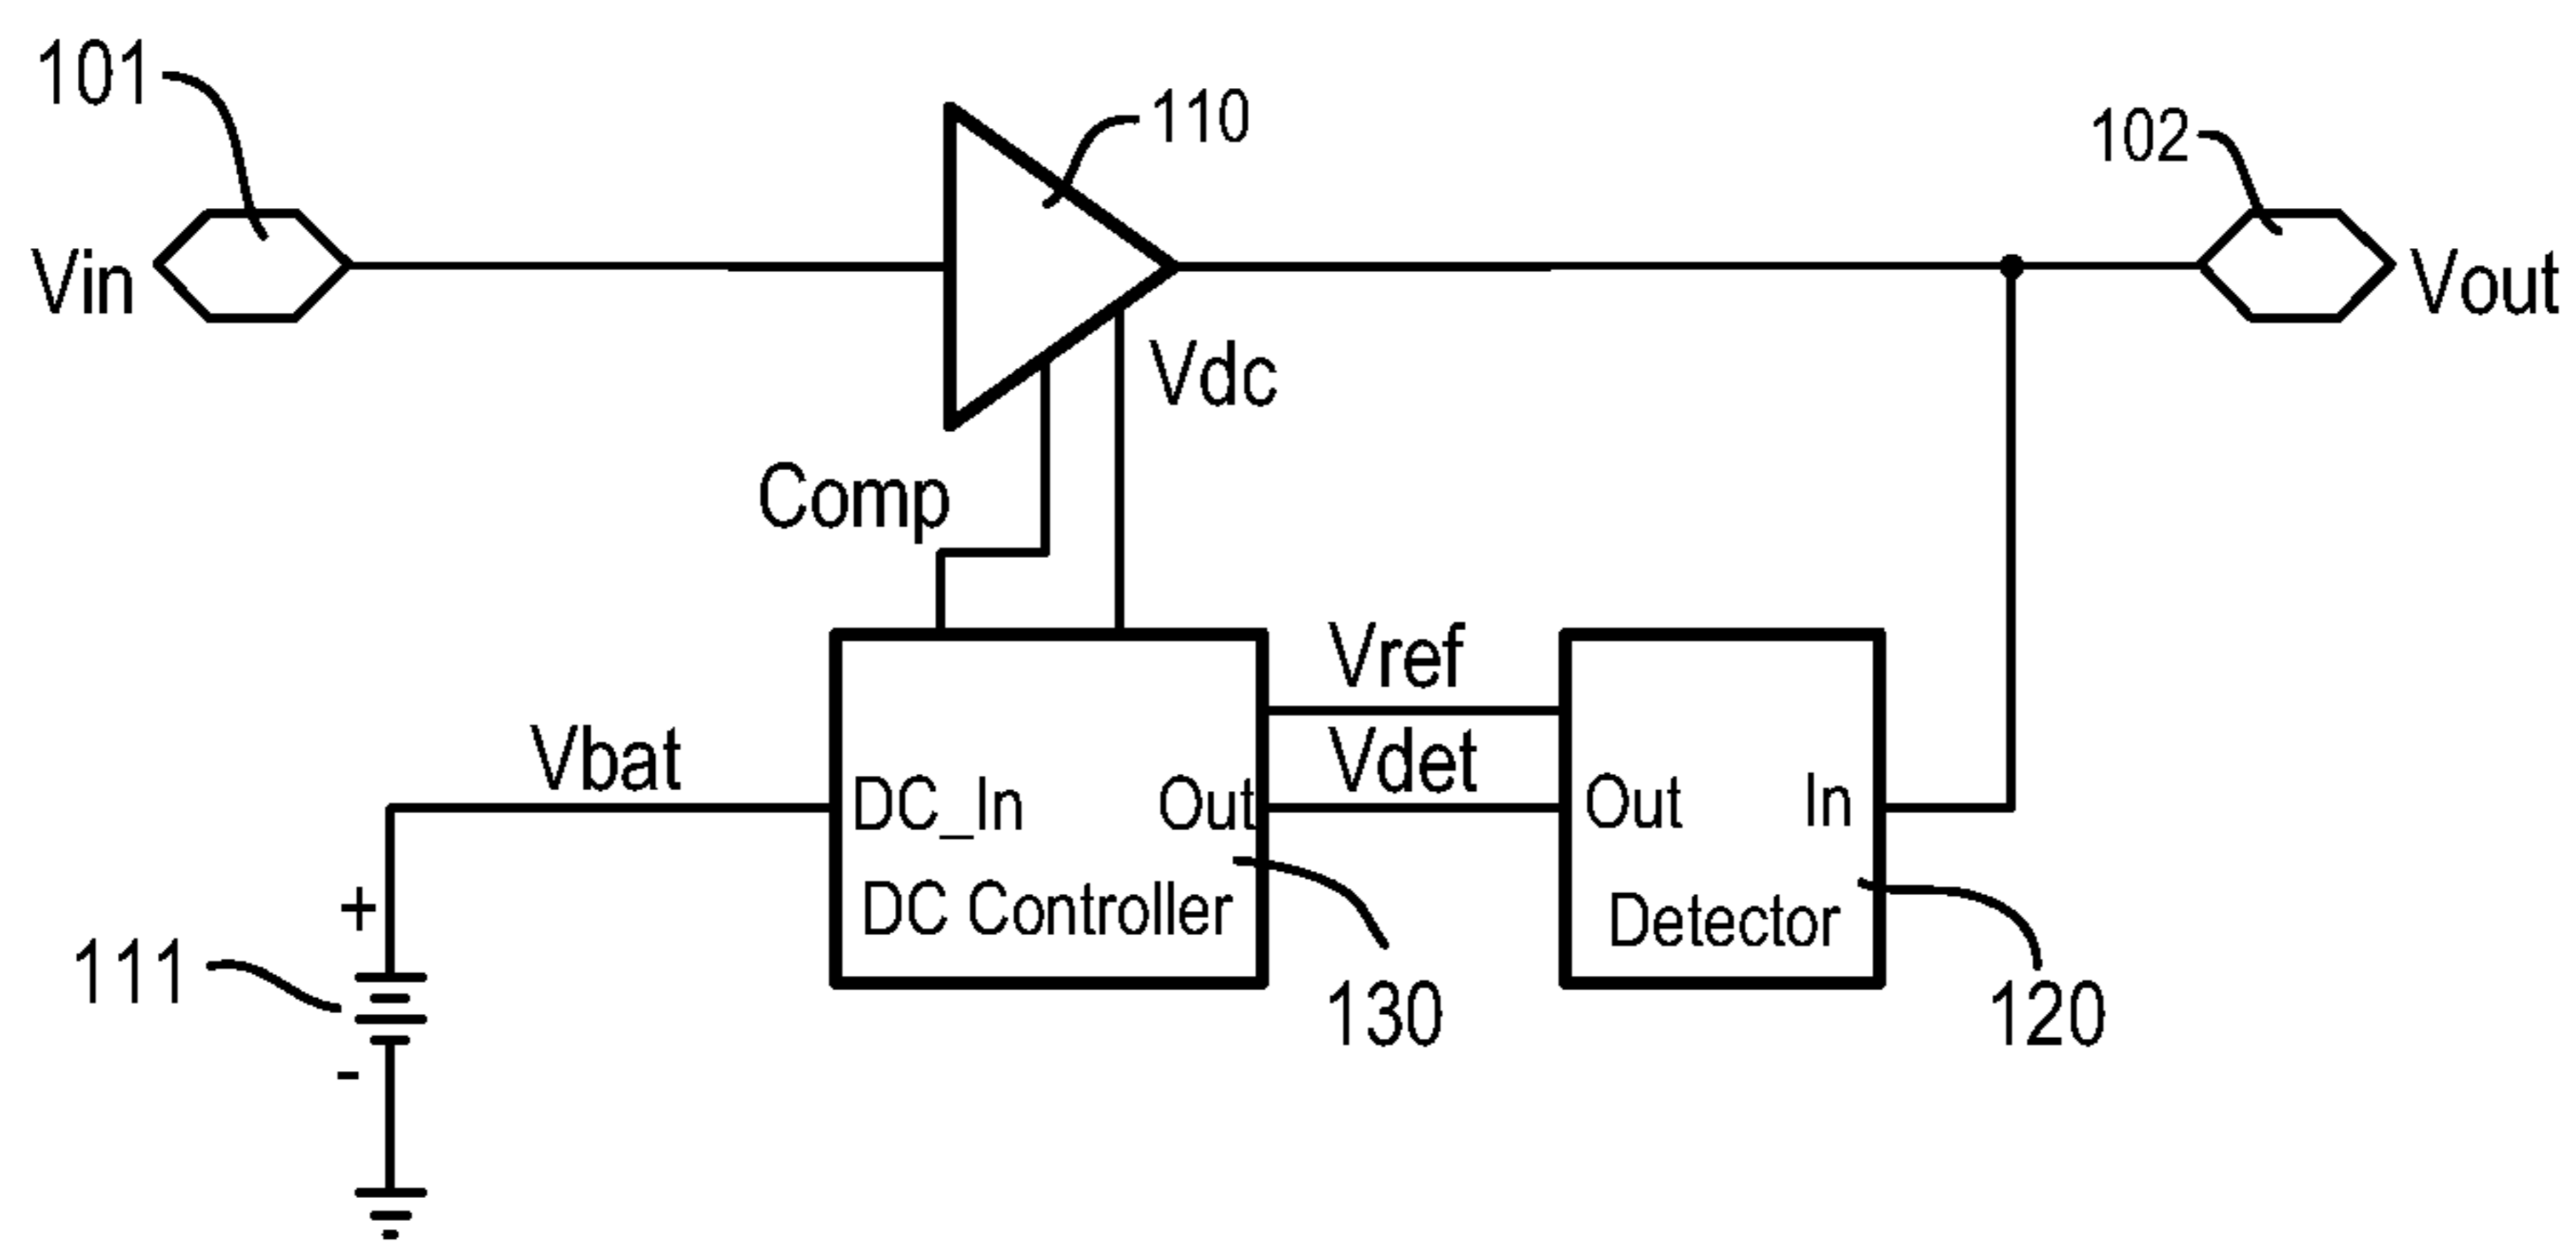 101
110
102
Vin
Vout
Vdc
Comp
Vref
Vbat
Vdet
DC_In
Out
Out
In
DC Controller
Detector
+
111
-
130
120